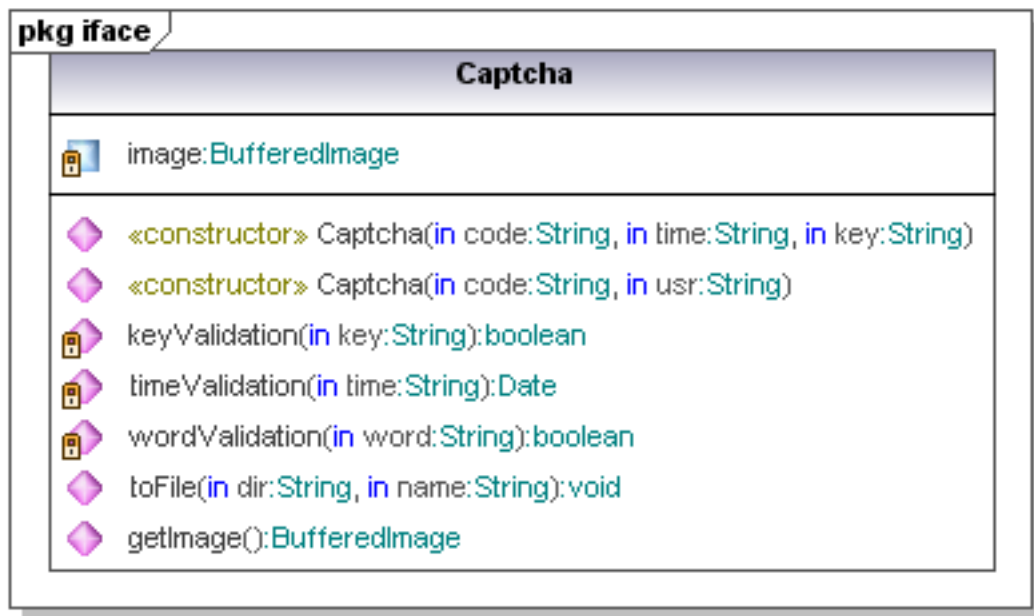 pkg iface
Captcha
image:BufferedImage
«constructor» Captcha(in code:String, in time:String, in key:String)
«constructor» Captcha(in code:String, in usr:String)
keyValidation(in key:String):boolean
timeValidation(in time:String):Date
wordValidation(in word:String):boolean
toFile(in dir:String, in name:String):void
getImage():BufferedImage